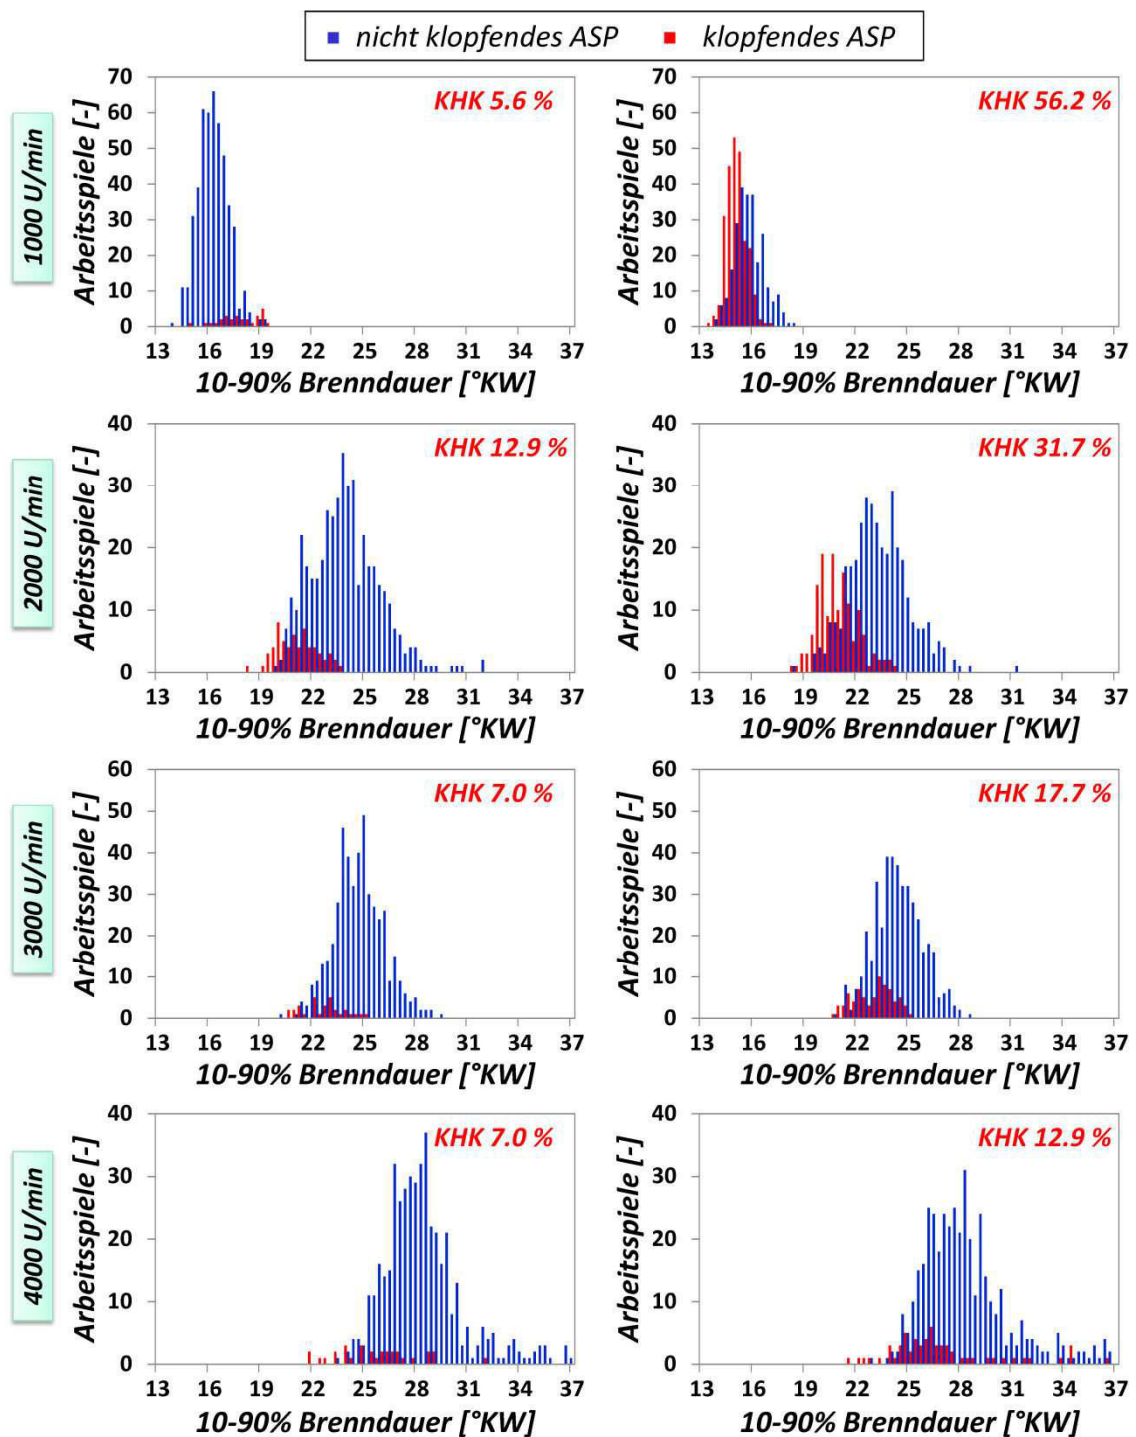 nicht klopfendes ASP klopfendes ASP
1000 U/min
Arbeitsspiele [-]
70
60
50
40
30
20
10
0
KHK 5.6 %
13 16 19 22 25 28 31 34 37
10-90% Brenndauer [°KW]
Arbeitsspiele [-]
70
60
50
40
30
20
10
0
KHK 56.2 %
13 16 19 22 25 28 31 34 37
10-90% Brenndauer [°KW]
2000 U/min
Arbeitsspiele [-]
40
30
20
10
0
KHK 12.9 %
13 16 19 22 25 28 31 34 37
10-90% Brenndauer [°KW]
Arbeitsspiele [-]
40
30
20
10
0
KHK 31.7 %
13 16 19 22 25 28 31 34 37
10-90% Brenndauer [°KW]
3000 U/min
Arbeitsspiele [-]
60
50
40
30
20
10
0
KHK 7.0 %
13 16 19 22 25 28 31 34 37
10-90% Brenndauer [°KW]
Arbeitsspiele [-]
60
50
40
30
20
10
0
KHK 17.7 %
13 16 19 22 25 28 31 34 37
10-90% Brenndauer [°KW]
4000 U/min
Arbeitsspiele [-]
40
30
20
10
0
KHK 7.0 %
13 16 19 22 25 28 31 34 37
10-90% Brenndauer [°KW]
Arbeitsspiele [-]
40
30
20
10
0
KHK 12.9 %
13 16 19 22 25 28 31 34 37
10-90% Brenndauer [°KW]